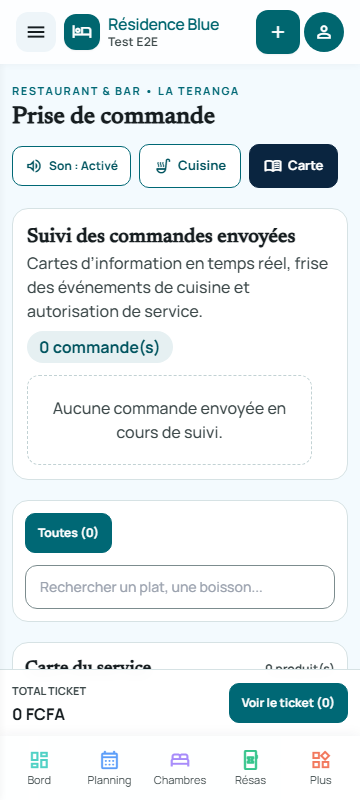 Résidence Blue
Test E2E
RESTAURANT & BAR • LA TERANGA
Prise de commande
Son : Activé
Cuisine
Carte
Suivi des commandes envoyées
Cartes d'information en temps réel, frise
des événements de cuisine et
autorisation de service.
0 commande(s)
Aucune commande envoyée en
cours de suivi.
Toutes (0)
Rechercher un plat, une boisson...
Carte du service
0 produit(s)
TOTAL TICKET
0 FCFA
Voir le ticket (0)
Bord
Planning
Chambres
Résas
Plus